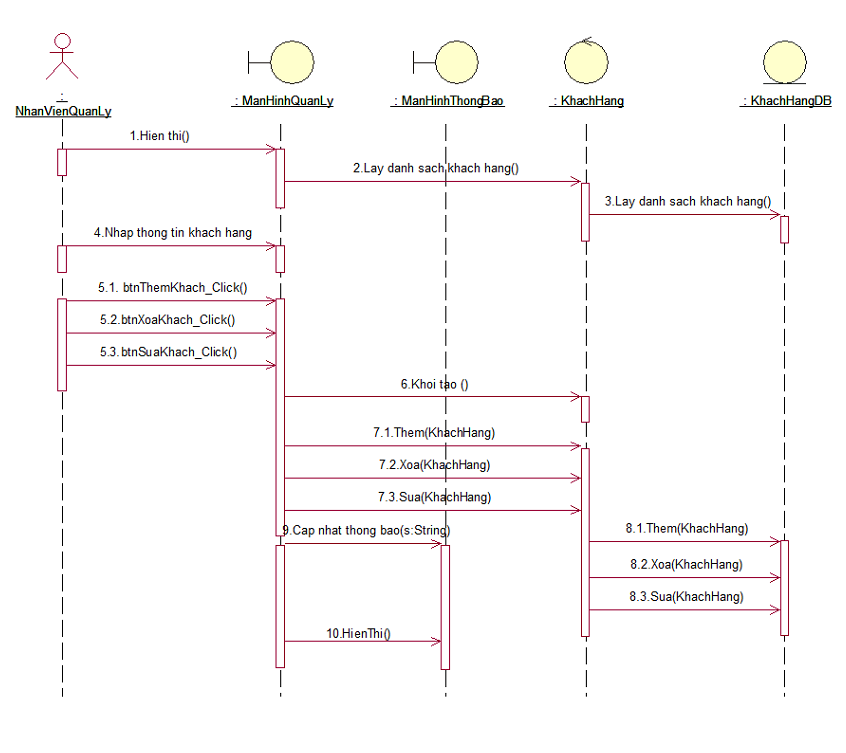 :
NhanVienQuanLy
: ManHinhQuanLy
: ManHinhThongBao
: KhachHang
: KhachHangDB
1.Hien thi()
2.Lay danh sach khach hang()
3.Lay danh sach khach hang()
4.Nhap thong tin khach hang
5.1. btnThemKhach_Click()
5.2.btnXoaKhach_Click()
5.3.btnSuaKhach_Click()
6.Khoi tao ()
7.1.Them(KhachHang)
7.2.Xoa(KhachHang)
7.3.Sua(KhachHang)
9.Cap nhat thong bao(s:String)
8.1.Them(KhachHang)
8.2.Xoa(KhachHang)
8.3.Sua(KhachHang)
10.HienThi()